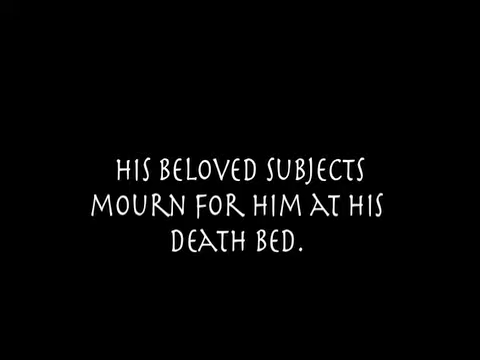 HIS BELOVED SUBJECTS
MOURN FOR HIM AT HIS
DEATH BED.